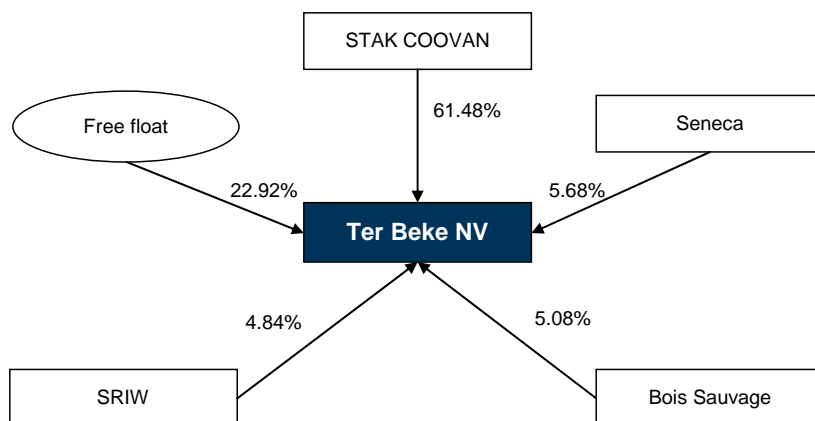 STAK COOVAN
61.48%
Free float
Seneca
22.92%
5.68%
Ter Beke NV
4.84%
5.08%
SRIW
Bois Sauvage